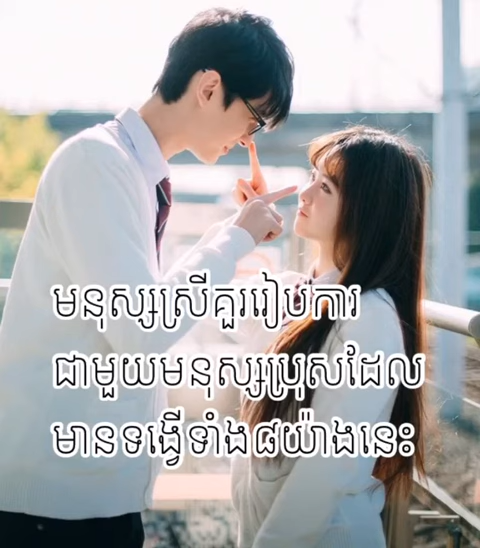 មនុស្សស្រីគួររៀបការ
ជាមួយមនុស្សប្រុសដែល
មានទង្វើទាំង៨យ៉ាងនេះ